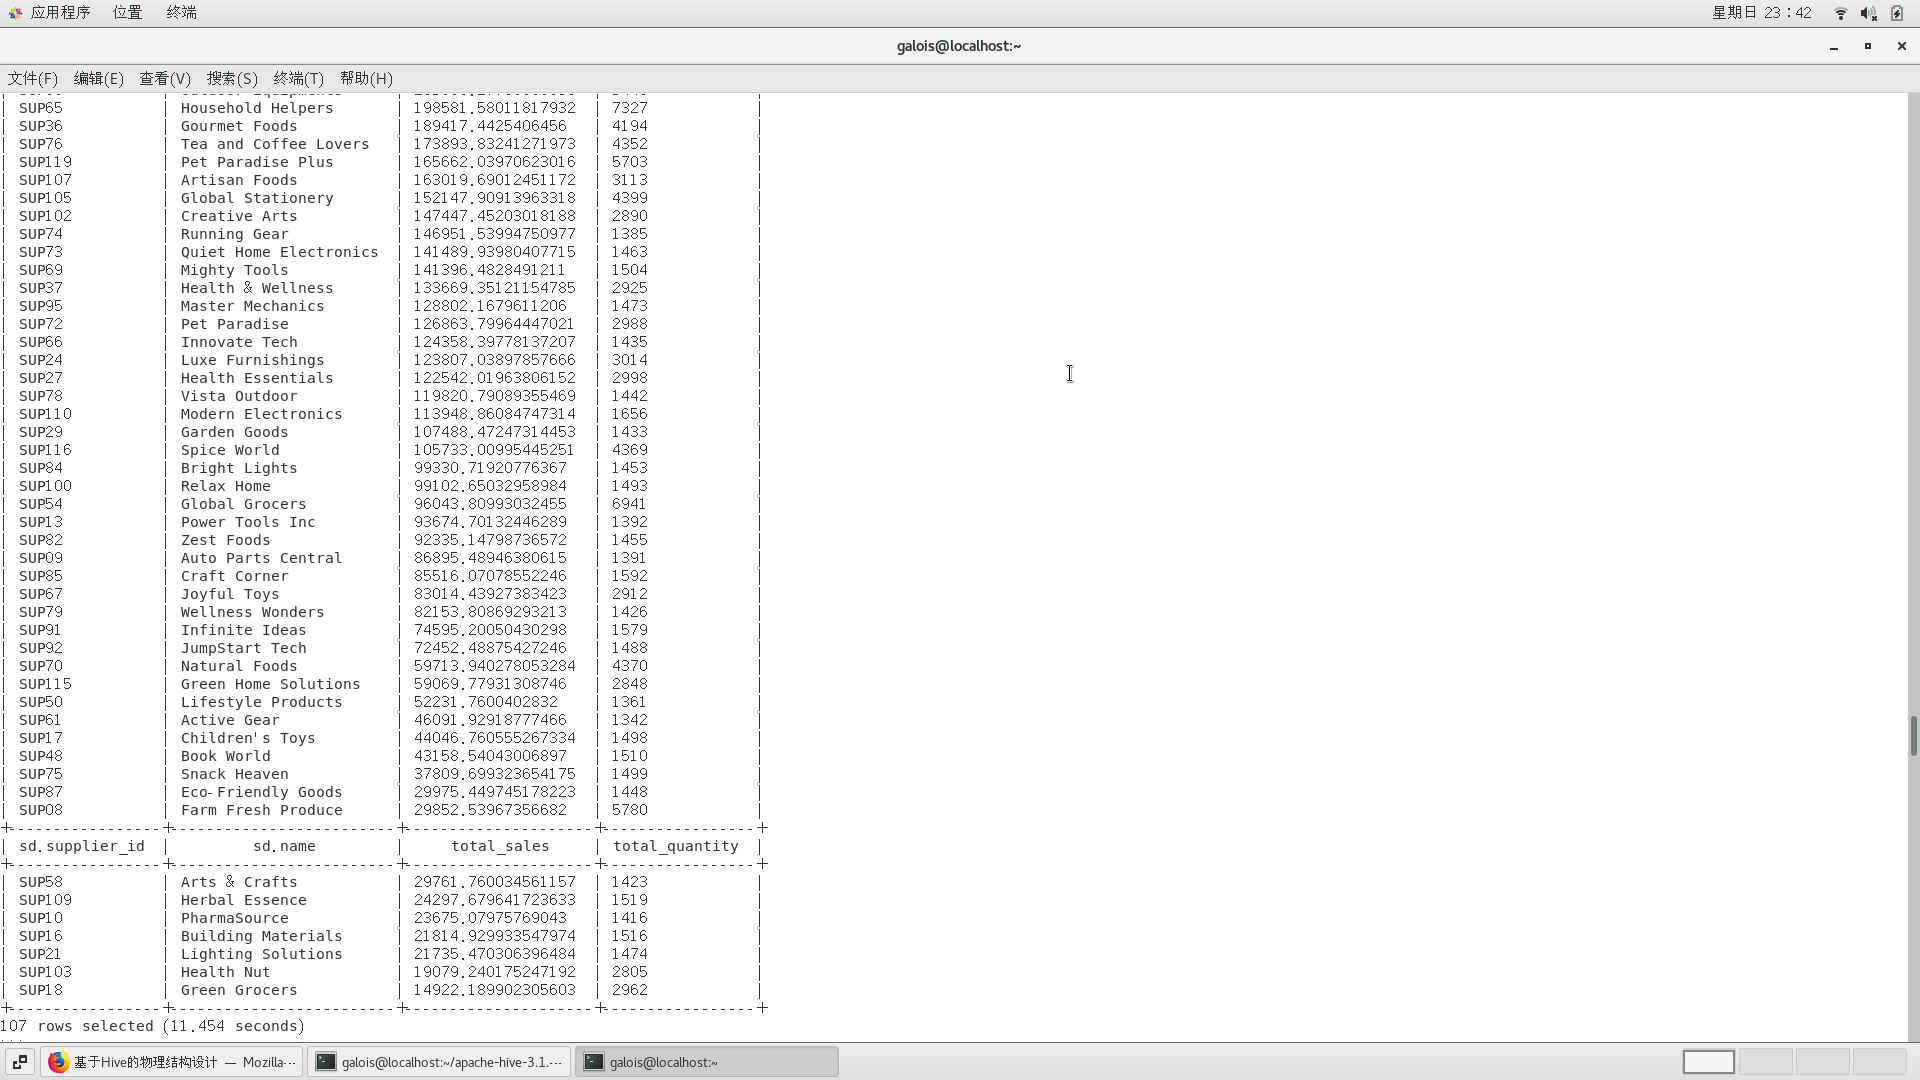 应用程序 位置 终端 星期日 23：42
galois@localhost:~
文件(F) 编辑(E) 查看(V) 搜索(S) 终端(T) 帮助(H)
| SUP65 | Household Helpers | 198581.58011817932 | 7327 |
| SUP36 | Gourmet Foods | 189417.4425406456 | 4194 |
| SUP76 | Tea and Coffee Lovers | 173893.83241271973 | 4352 |
| SUP119 | Pet Paradise Plus | 165662.03970623016 | 5703 |
| SUP107 | Artisan Foods | 163019.69012451172 | 3113 |
| SUP105 | Global Stationery | 152147.90913963318 | 4399 |
| SUP102 | Creative Arts | 147447.45203018188 | 2890 |
| SUP74 | Running Gear | 146951.53994750977 | 1385 |
| SUP73 | Quiet Home Electronics | 141489.93980407715 | 1463 |
| SUP69 | Mighty Tools | 141396.4828491211 | 1504 |
| SUP37 | Health & Wellness | 133669.35121154785 | 2925 |
| SUP95 | Master Mechanics | 128802.1679611206 | 1473 |
| SUP72 | Pet Paradise | 126863.79964447021 | 2988 |
| SUP66 | Innovate Tech | 124358.39778137207 | 1435 |
| SUP24 | Luxe Furnishings | 123807.03897857666 | 3014 |
| SUP27 | Health Essentials | 122542.01963806152 | 2998 |
| SUP78 | Vista Outdoor | 119820.79089355469 | 1442 |
| SUP110 | Modern Electronics | 113948.86084747314 | 1656 |
| SUP29 | Garden Goods | 107488.47247314453 | 1433 |
| SUP116 | Spice World | 105733.00995445251 | 4369 |
| SUP84 | Bright Lights | 99330.71920776367 | 1453 |
| SUP100 | Relax Home | 99102.65032958984 | 1493 |
| SUP54 | Global Grocers | 96043.80993032455 | 6941 |
| SUP13 | Power Tools Inc | 93674.70132446289 | 1392 |
| SUP82 | Zest Foods | 92335.14798736572 | 1455 |
| SUP09 | Auto Parts Central | 86895.48946380615 | 1391 |
| SUP85 | Craft Corner | 85516.07078552246 | 1592 |
| SUP67 | Joyful Toys | 83014.43927383423 | 2912 |
| SUP79 | Wellness Wonders | 82153.80869293213 | 1426 |
| SUP91 | Infinite Ideas | 74595.20050430298 | 1579 |
| SUP92 | JumpStart Tech | 72452.48875427246 | 1488 |
| SUP70 | Natural Foods | 59713.940278053284 | 4370 |
| SUP115 | Green Home Solutions | 59069.77931308746 | 2848 |
| SUP50 | Lifestyle Products | 52231.7600402832 | 1361 |
| SUP61 | Active Gear | 46091.92918777466 | 1342 |
| SUP17 | Children's Toys | 44046.760555267334 | 1498 |
| SUP48 | Book World | 43158.54043006897 | 1510 |
| SUP75 | Snack Heaven | 37809.699323654175 | 1499 |
| SUP87 | Eco-Friendly Goods | 29975.449745178223 | 1448 |
| SUP08 | Farm Fresh Produce | 29852.53967356682 | 5780 |
+-----------------+-------------------------+---------------------+-----------------+
| sd.supplier_id | sd.name | total_sales | total_quantity |
+-----------------+-------------------------+---------------------+-----------------+
| SUP58 | Arts & Crafts | 29761.760034561157 | 1423 |
| SUP109 | Herbal Essence | 24297.679641723633 | 1519 |
| SUP10 | PharmaSource | 23675.07975769043 | 1416 |
| SUP16 | Building Materials | 21814.929933547974 | 1516 |
| SUP21 | Lighting Solutions | 21735.470306396484 | 1474 |
| SUP103 | Health Nut | 19079.240175247192 | 2805 |
| SUP18 | Green Grocers | 14922.189902305603 | 2962 |
+-----------------+-------------------------+---------------------+-----------------+
107 rows selected (11.454 seconds)
基于Hive的物理结构设计 — Mozilla··· galois@localhost:~/apache-hive-3.1.··· galois@localhost:~